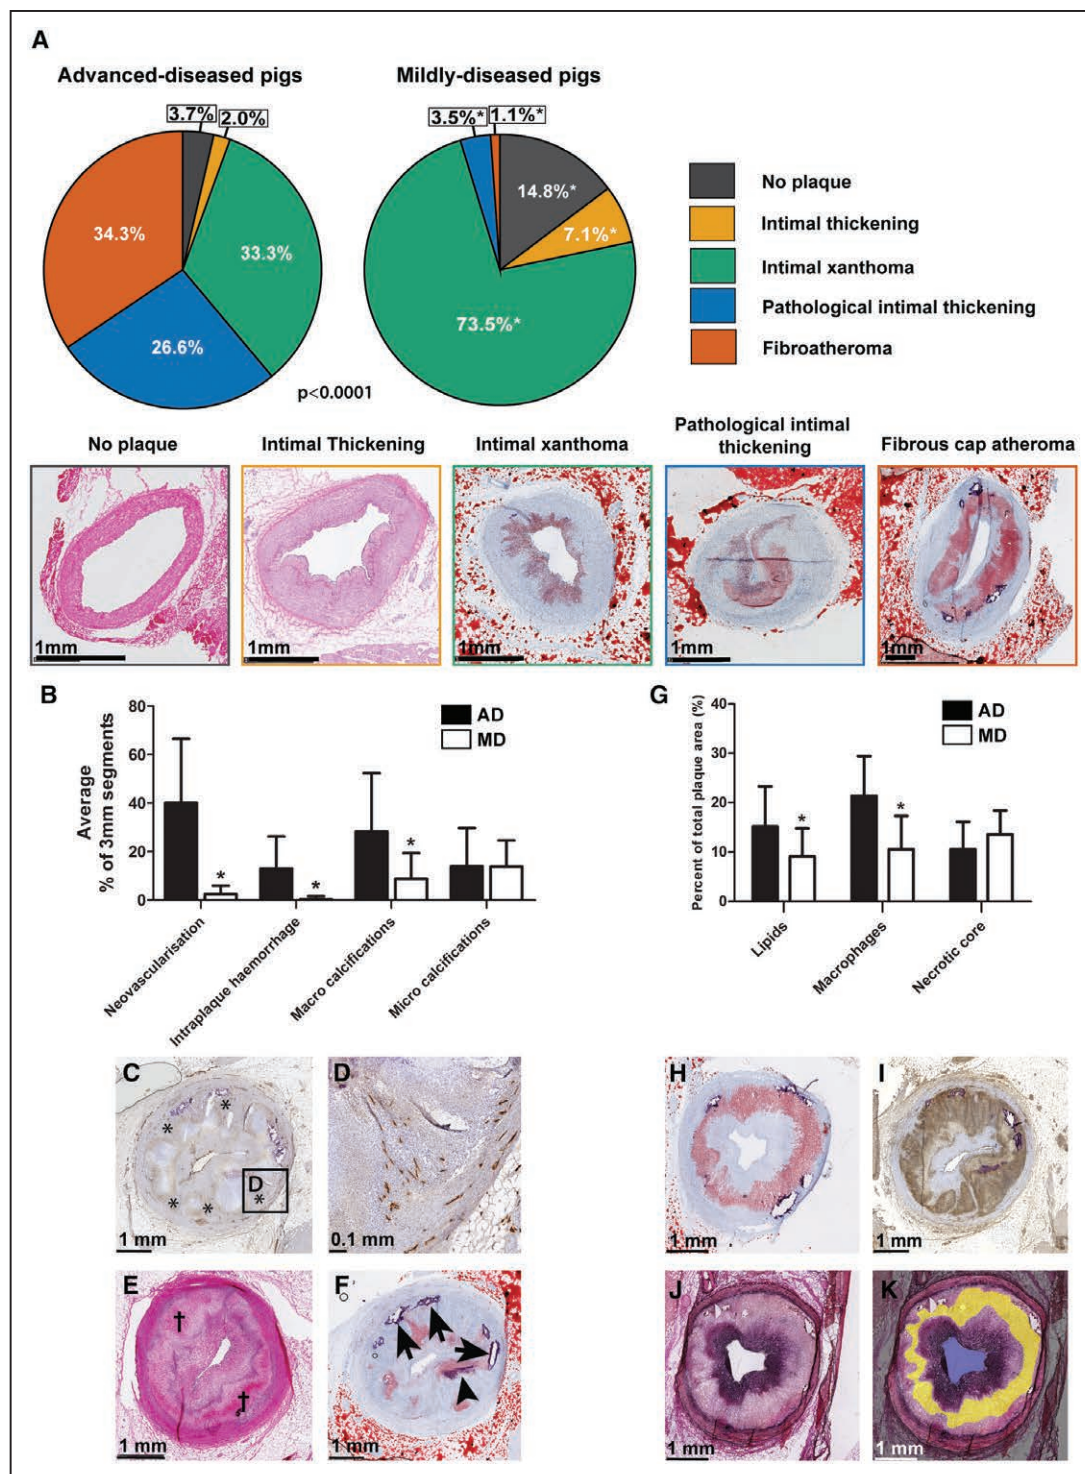 A
Advanced-diseased pigs
Mildly-diseased pigs
3.7%
2.0%
34.3%
33.3%
26.6%
3.5%*
1.1%*
14.8%*
7.1%*
73.5%*
p<0.0001
No plaque
Intimal thickening
Intimal xanthoma
Pathological intimal thickening
Fibroatheroma
No plaque
Intimal Thickening
Intimal xanthoma
Pathological intimal
thickening
Fibrous cap atheroma
1mm
1mm
1mm
1mm
1mm
B
Average
% of 3mm segments
80
60
40
20
0
AD
MD
*
*
*
Neovascularisation
Intraplaque haemorrhage
Macro calcifications
Micro calcifications
G
Percent of total plaque area (%)
40
30
20
10
0
AD
MD
*
*
Lipids
Macrophages
Necrotic core
C
*
*
*
*
*
D
1 mm
D
0.1 mm
E
†
†
1 mm
F
1 mm
H
1 mm
I
1 mm
J
1 mm
K
1 mm